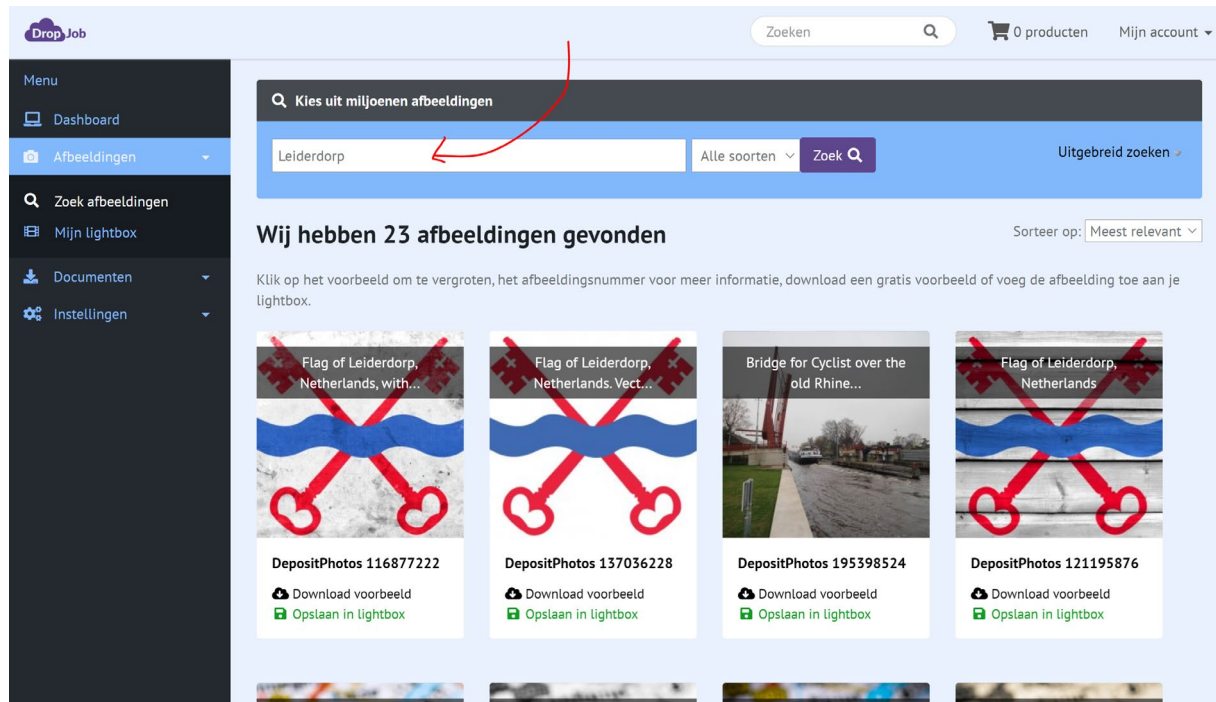 DropJob
Zoeken
0 producten
Mijn account
Menu
Dashboard
Afbeeldingen
Zoek afbeeldingen
Mijn lightbox
Documenten
Instellingen
Kies uit miljoenen afbeeldingen
Leiderdorp
Alle soorten
Zoek
Uitgebreid zoeken
Wij hebben 23 afbeeldingen gevonden
Sorteer op: Meest relevant
Klik op het voorbeeld om te vergroten, het afbeeldingsnummer voor meer informatie, download een gratis voorbeeld of voeg de afbeelding toe aan je
lightbox.
Flag of Leiderdorp,
Netherlands, with...
DepositPhotos 116877222
Download voorbeeld
Opslaan in lightbox
Flag of Leiderdorp,
Netherlands. Vect...
DepositPhotos 137036228
Download voorbeeld
Opslaan in lightbox
Bridge for Cyclist over the
old Rhine...
DepositPhotos 195398524
Download voorbeeld
Opslaan in lightbox
Flag of Leiderdorp,
Netherlands
DepositPhotos 121195876
Download voorbeeld
Opslaan in lightbox